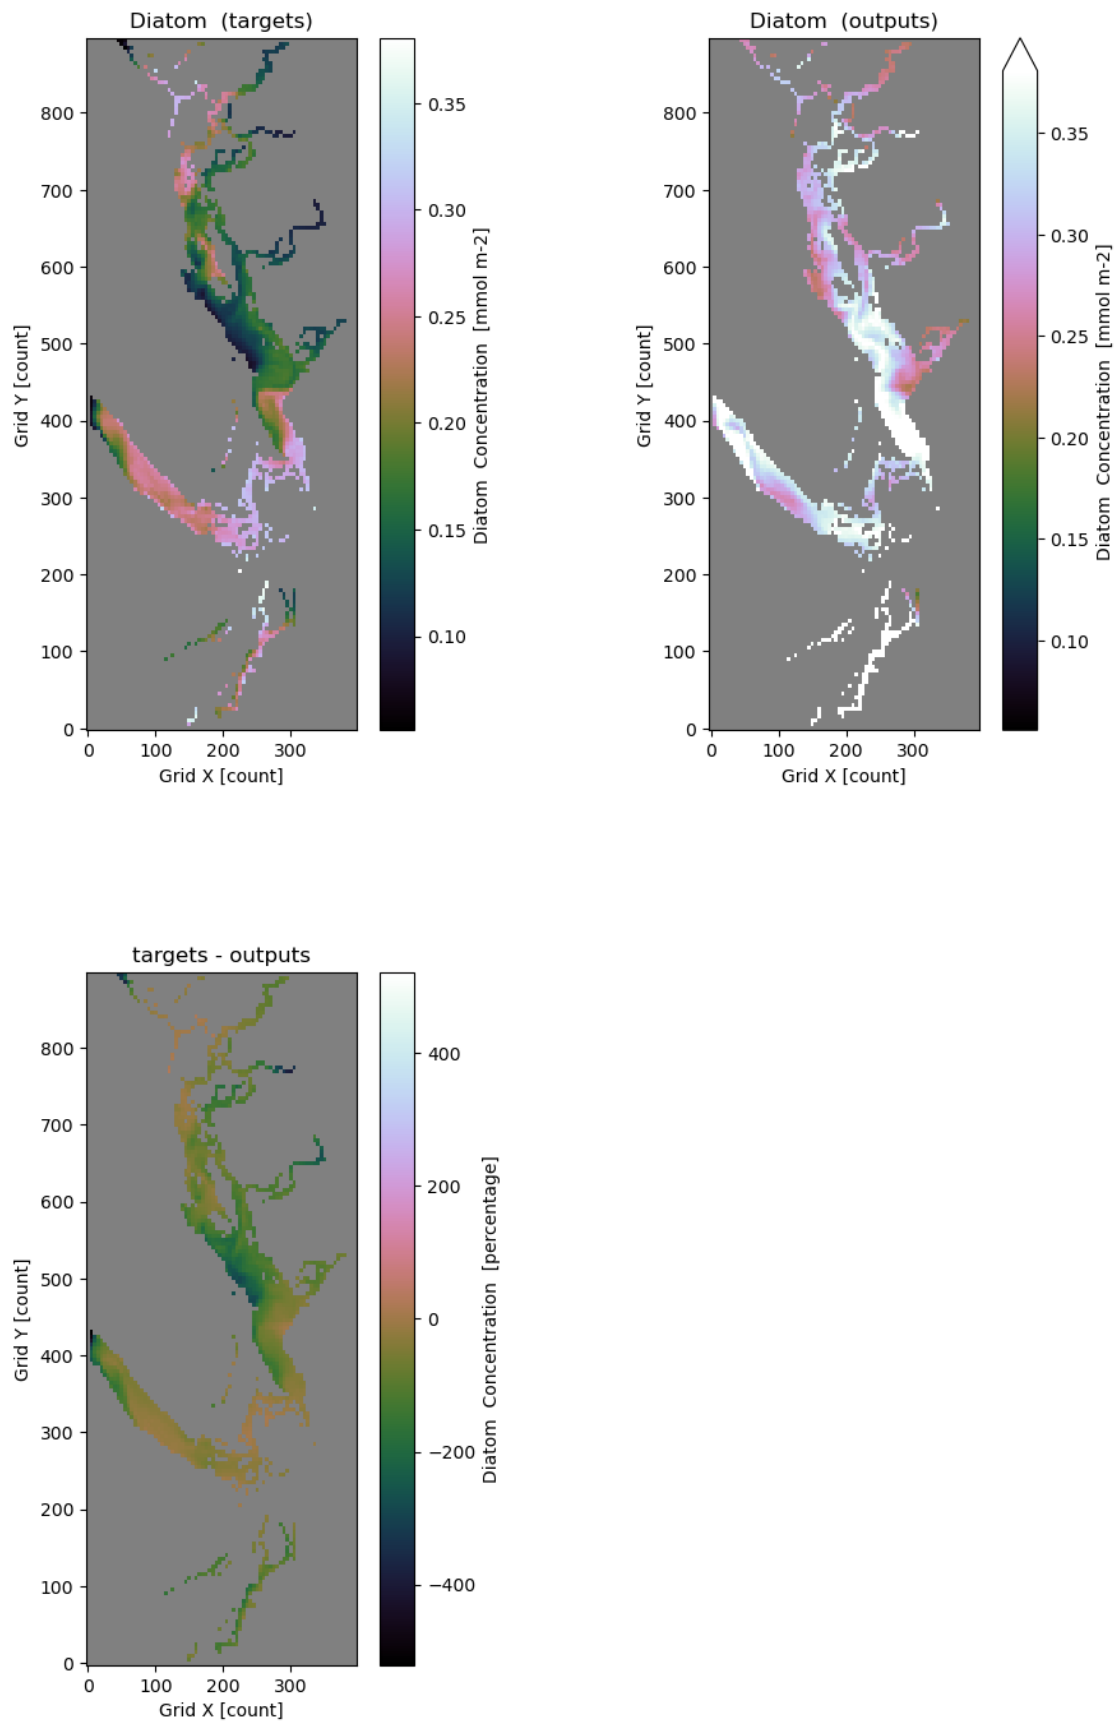 Diatom (targets)
800
700
600
500
400
300
200
100
0
0 100 200 300
Grid X [count]
Grid Y [count]
0.35
0.30
0.25
0.20
0.15
0.10
Diatom Concentration [mmol m-2]
Diatom (outputs)
800
700
600
500
400
300
200
100
0
0 100 200 300
Grid X [count]
Grid Y [count]
0.35
0.30
0.25
0.20
0.15
0.10
Diatom Concentration [mmol m-2]
targets - outputs
800
700
600
500
400
300
200
100
0
0 100 200 300
Grid X [count]
Grid Y [count]
400
200
0
−200
−400
Diatom Concentration [percentage]